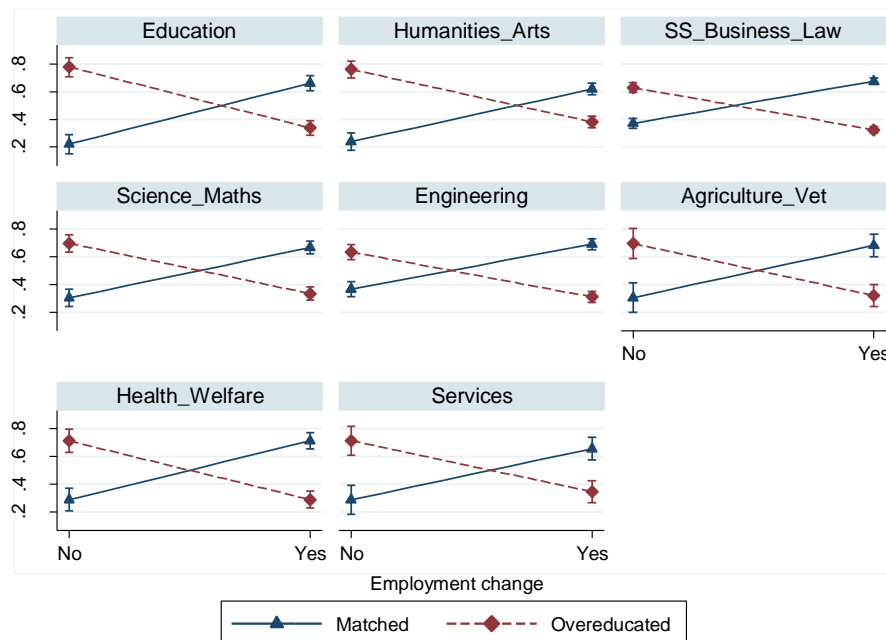 Education Humanities_Arts SS_Business_Law
.8
.6
.4
.2
Science_Maths Engineering Agriculture_Vet
.8
.6
.4
.2
No Yes
Health_Welfare Services
.8
.6
.4
.2
No Yes No Yes
Employment change
Matched Overeducated